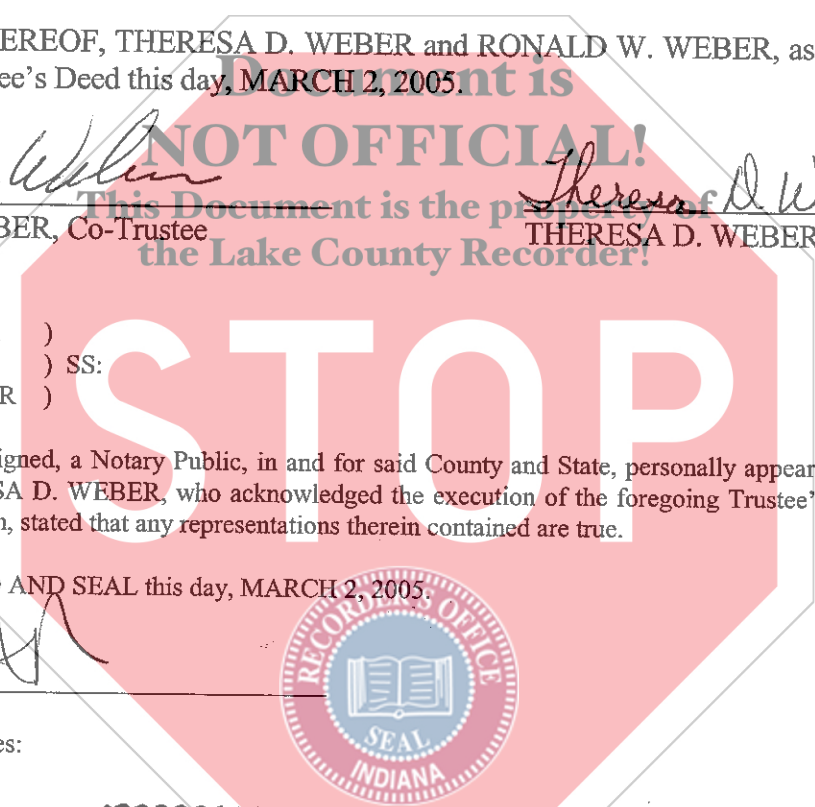 EREOF, THERESA D. WEBER and RONALD W. WEBER, as
ee's Deed this day, MARCH 2, 2005.
Document is
NOT OFFICIAL!
This Document is the property of
the Lake County Recorder!
Weber
Theresa D. W
BER, Co-Trustee
THERESA D. WEBER
)
) SS:
R )
STOP
igned, a Notary Public, in and for said County and State, personally appear
SA D. WEBER, who acknowledged the execution of the foregoing Trustee'
n, stated that any representations therein contained are true.
AND SEAL this day, MARCH 2, 2005.
RECORDER'S OFFICE
SEAL
INDIANA
es: